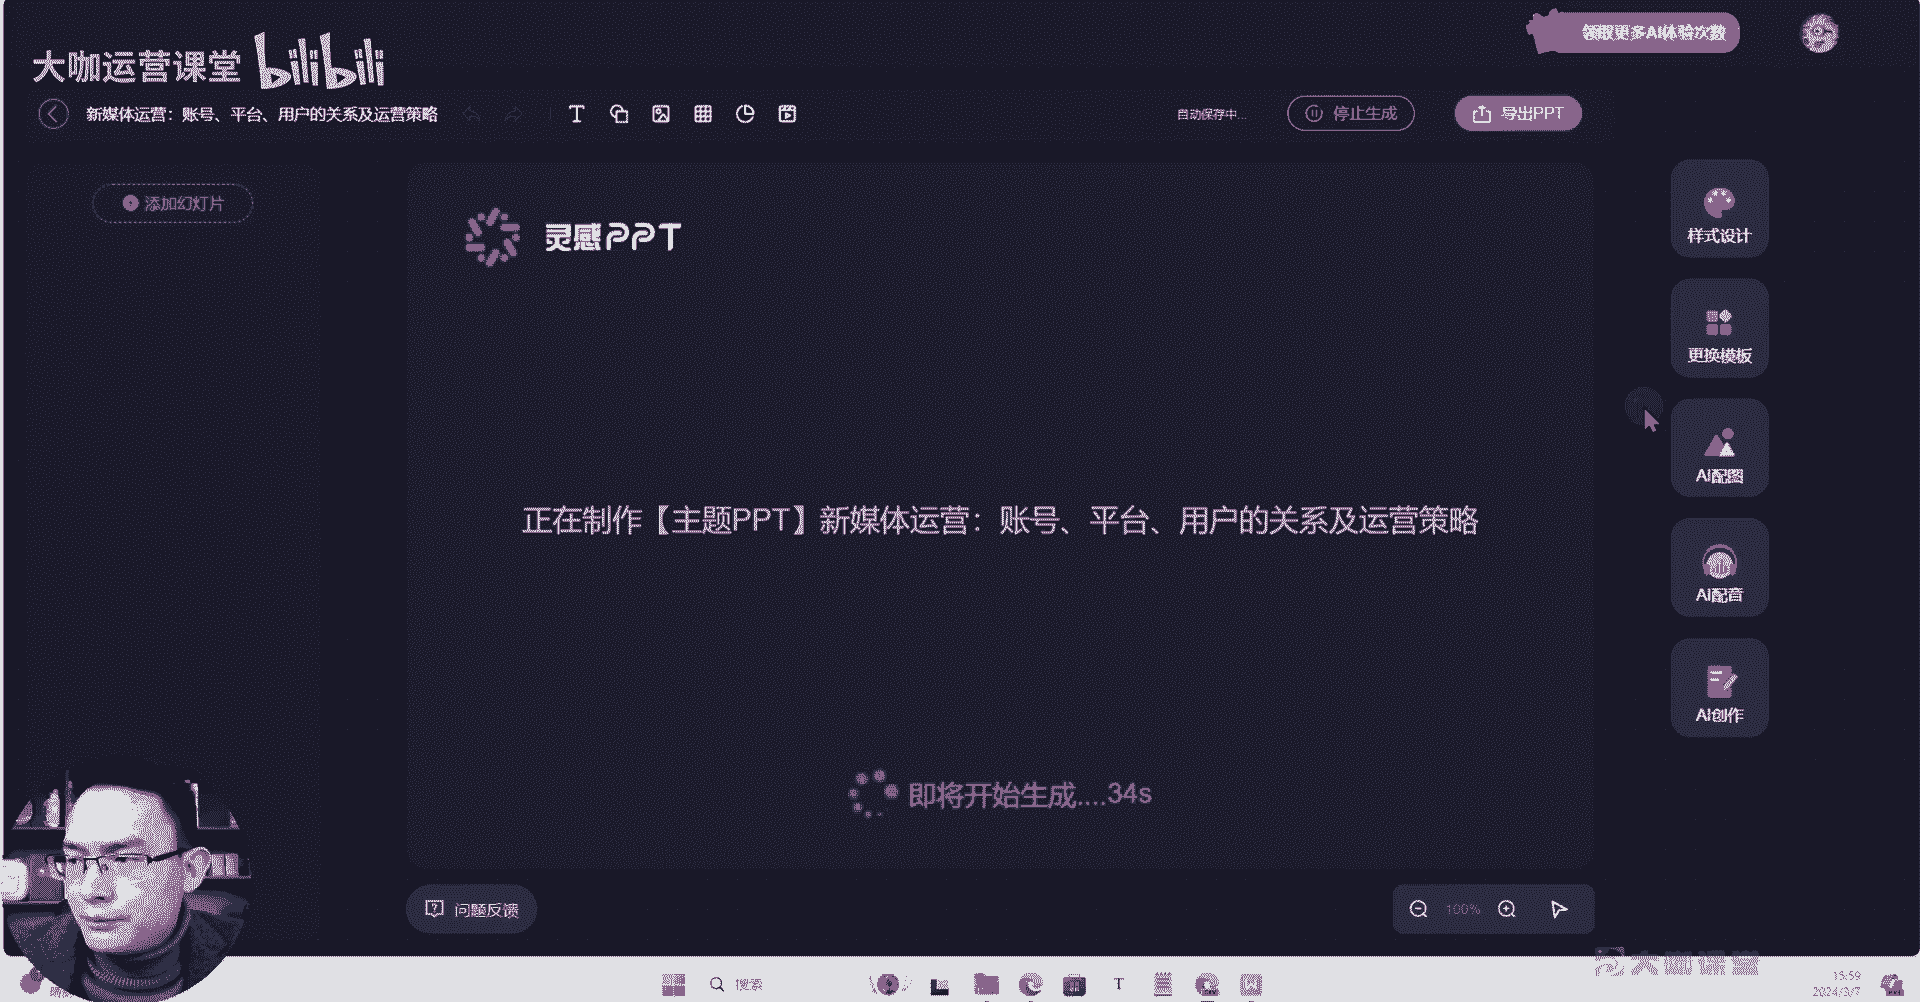 大咖运营课堂 bilibili
领取更多AI体验次数
新媒体运营：账号、平台、用户的关系及运营策略
自动保存中...
停止生成
导出PPT
添加幻灯片
灵感PPT
样式设计
更换模板
AI配图
AI配音
AI创作
正在制作【主题PPT】新媒体运营：账号、平台、用户的关系及运营策略
即将开始生成....34s
问题反馈
100%
大咖课堂
搜索
15:59
2024/3/7